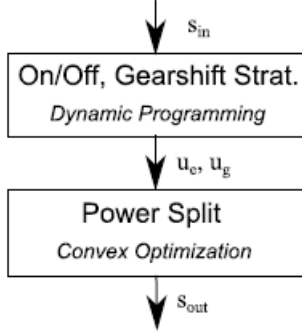 s_in
On/Off, Gearshift Strat.
Dynamic Programming
u_e, u_g
Power Split
Convex Optimization
s_out